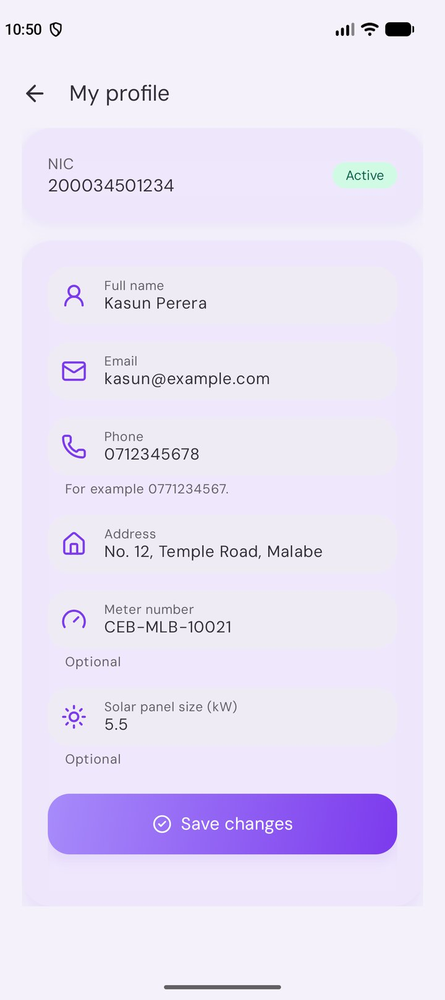 10:50
My profile
NIC
200034501234
Active
Full name
Kasun Perera
Email
kasun@example.com
Phone
0712345678
For example 0771234567.
Address
No. 12, Temple Road, Malabe
Meter number
CEB-MLB-10021
Optional
Solar panel size (kW)
5.5
Optional
Save changes